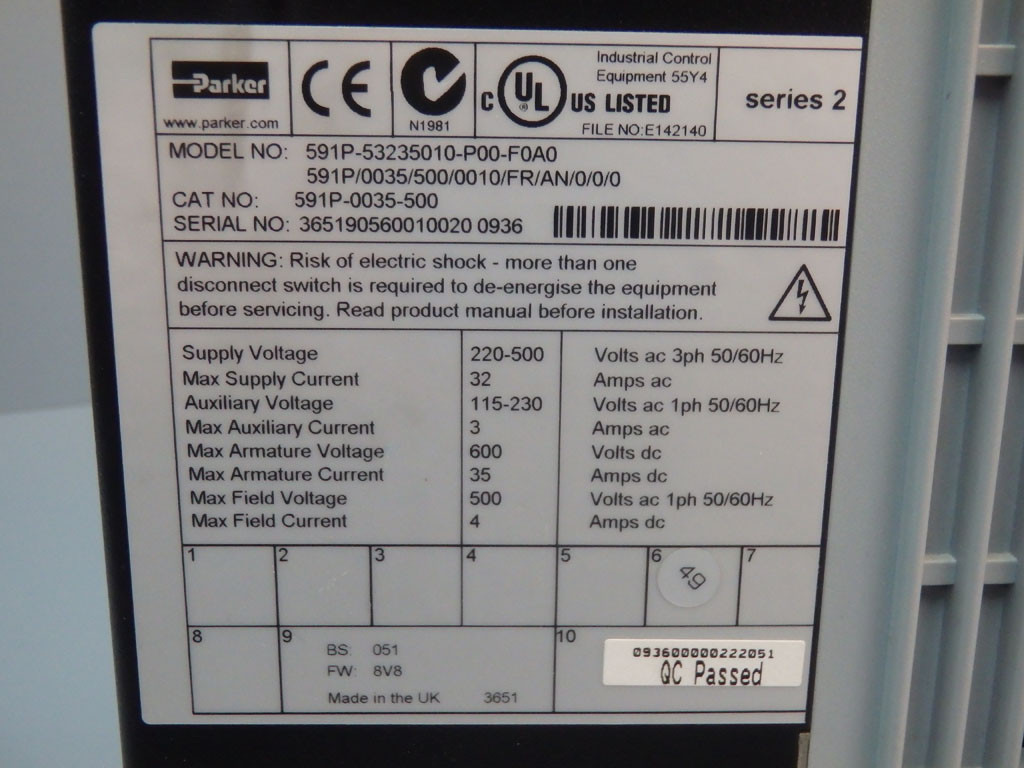 Parker
www.parker.com
CE
N1981
C UL US LISTED
®
Industrial Control
Equipment 55Y4
FILE NO:E142140
series 2
MODEL NO: 591P-53235010-P00-F0A0
591P/0035/500/0010/FR/AN/0/0/0
CAT NO: 591P-0035-500
SERIAL NO: 365190560010020 0936
WARNING: Risk of electric shock - more than one
disconnect switch is required to de-energise the equipment
before servicing. Read product manual before installation.
Supply Voltage 220-500 Volts ac 3ph 50/60Hz
Max Supply Current 32 Amps ac
Auxiliary Voltage 115-230 Volts ac 1ph 50/60Hz
Max Auxiliary Current 3 Amps ac
Max Armature Voltage 600 Volts dc
Max Armature Current 35 Amps dc
Max Field Voltage 500 Volts ac 1ph 50/60Hz
Max Field Current 4 Amps dc
1 2 3 4 5 6 7
49
8 9 10
BS: 051
FW: 8V8
Made in the UK 3651
093600000222051
QC Passed